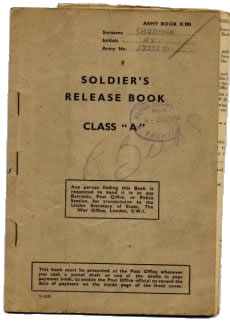 ARMY BOOK X 801
Surname SHARMAN
Initials
Army No.
SOLDIER'S
RELEASE BOOK
CLASS "A"
Any person finding this Book is
requested to hand it in to any
Barracks, Post Office, or Police
Station, for transmission to the
Under Secretary of State, The
War Office, London, S.W.1.
This book must be presented at the Post Office whenever
you cash a postal draft or one of the drafts in your
payment book, to enable the Post Office official to record the
date of payment on the inside page of the front cover.